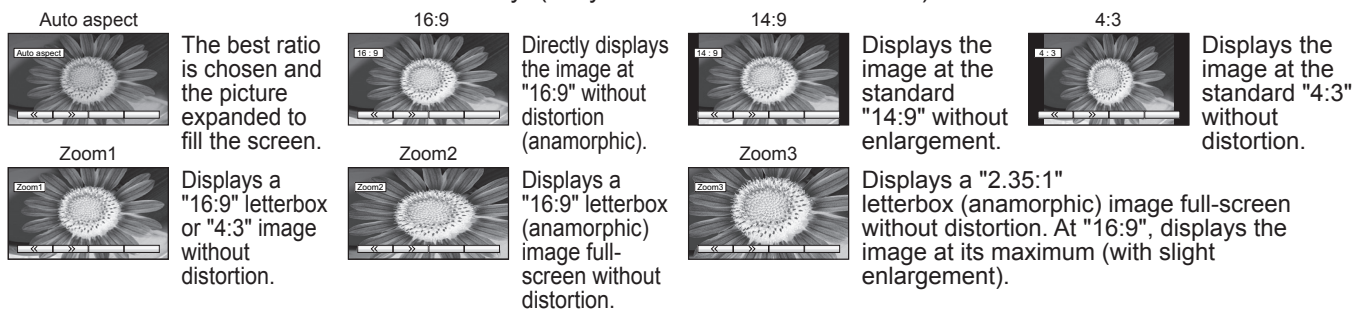 Auto aspect
Auto aspect
The best ratio
is chosen and
the picture
expanded to
fill the screen.
16:9
16 : 9
Directly displays
the image at
"16:9" without
distortion
(anamorphic).
14:9
14 : 9
Displays the
image at the
standard
"14:9" without
enlargement.
4:3
4 : 3
Displays the
image at the
standard "4:3"
without
distortion.
Zoom1
Zoom1
Displays a
"16:9" letterbox
or "4:3" image
without
distortion.
Zoom2
Zoom2
Displays a
"16:9" letterbox
(anamorphic)
image full-
screen without
distortion.
Zoom3
Zoom3
Displays a "2.35:1"
letterbox (anamorphic) image full-screen
without distortion. At "16:9", displays the
image at its maximum (with slight
enlargement).